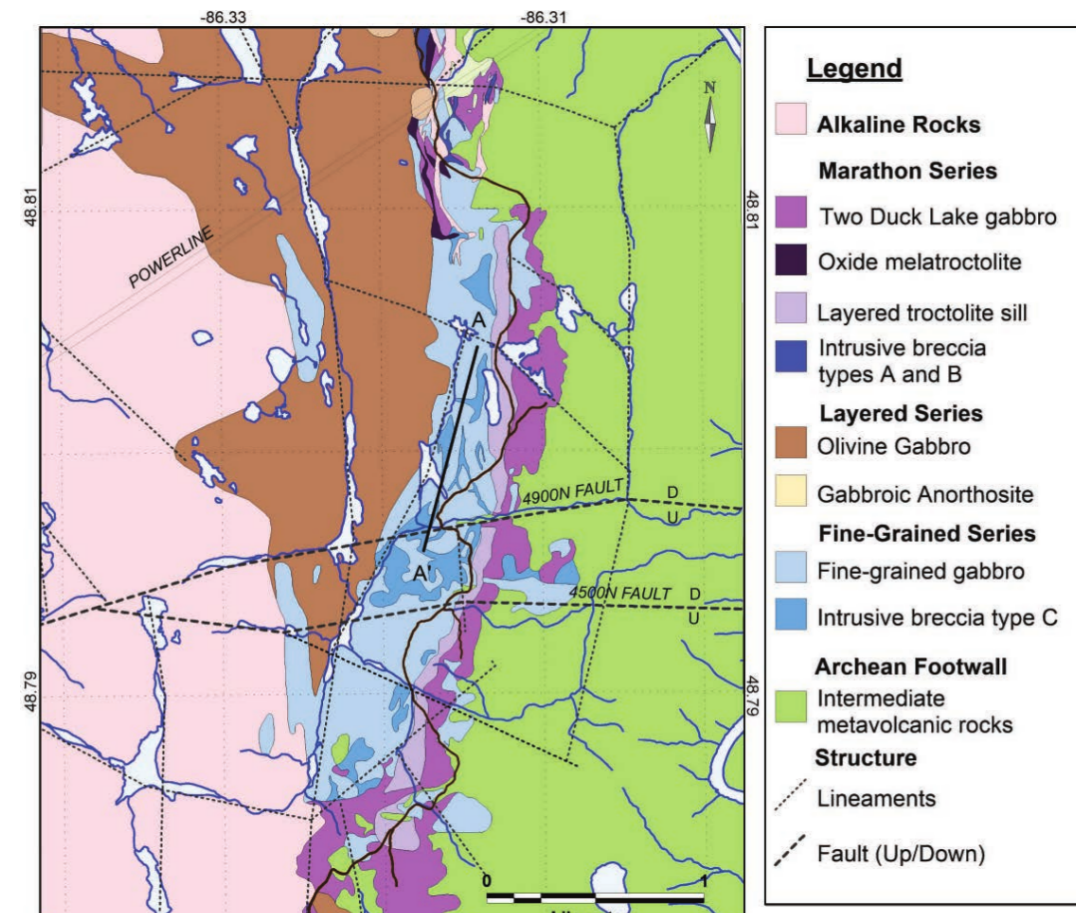 -86.33
-86.31
N
48.81
48.81
POWERLINE
A
4900N FAULT
D
U
A'
4500N FAULT
D
U
48.79
48.79
0
1
Legend
Alkaline Rocks
Marathon Series
Two Duck Lake gabbro
Oxide melatroctolite
Layered troctolite sill
Intrusive breccia
types A and B
Layered Series
Olivine Gabbro
Gabbroic Anorthosite
Fine-Grained Series
Fine-grained gabbro
Intrusive breccia type C
Archean Footwall
Intermediate
metavolcanic rocks
Structure
Lineaments
Fault (Up/Down)